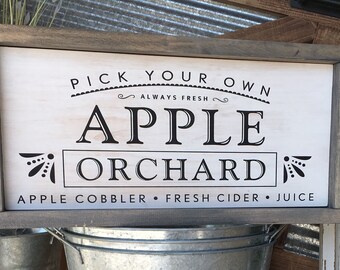 PICK YOUR OWN
ALWAYS FRESH
APPLE
ORCHARD
APPLE COBBLER • FRESH CIDER • JUICE